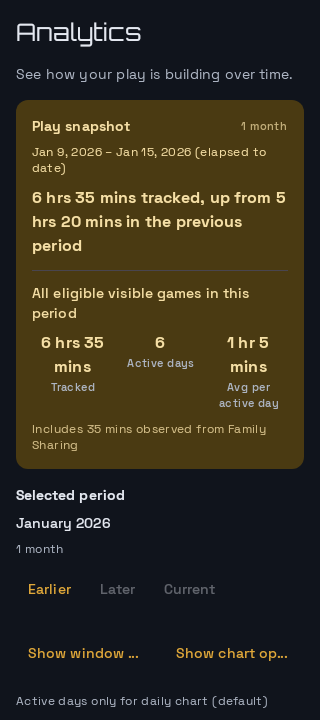 Analytics
See how your play is building over time.
Play snapshot
1 month
Jan 9, 2026 – Jan 15, 2026 (elapsed to
date)
6 hrs 35 mins tracked, up from 5
hrs 20 mins in the previous
period
All eligible visible games in this
period
6 hrs 35
mins
Tracked
6
Active days
1 hr 5
mins
Avg per
active day
Includes 35 mins observed from Family
Sharing
Selected period
January 2026
1 month
Earlier
Later
Current
Show window ...
Show chart op...
Active days only for daily chart (default)